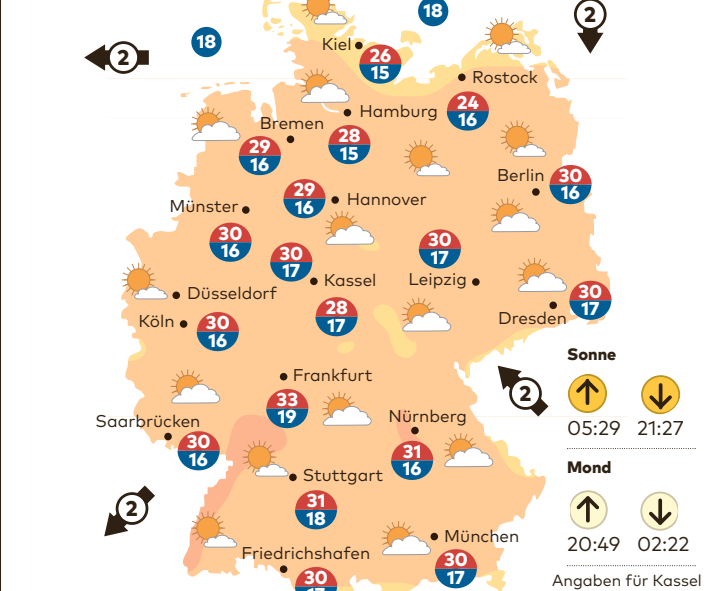 18
2
18
2
Kiel
26
15
Rostock
24
16
Hamburg
28
15
Bremen
29
16
Berlin
30
16
Hannover
29
16
Münster
30
16
30
17
Kassel
30
17
Leipzig
Düsseldorf
Köln
30
16
28
17
Dresden
30
17
Frankfurt
33
19
Saarbrücken
30
16
Nürnberg
31
16
2
Stuttgart
31
18
2
München
30
17
Friedrichshafen
30
Sonne
05:29 21:27
Mond
20:49 02:22
Angaben für Kassel